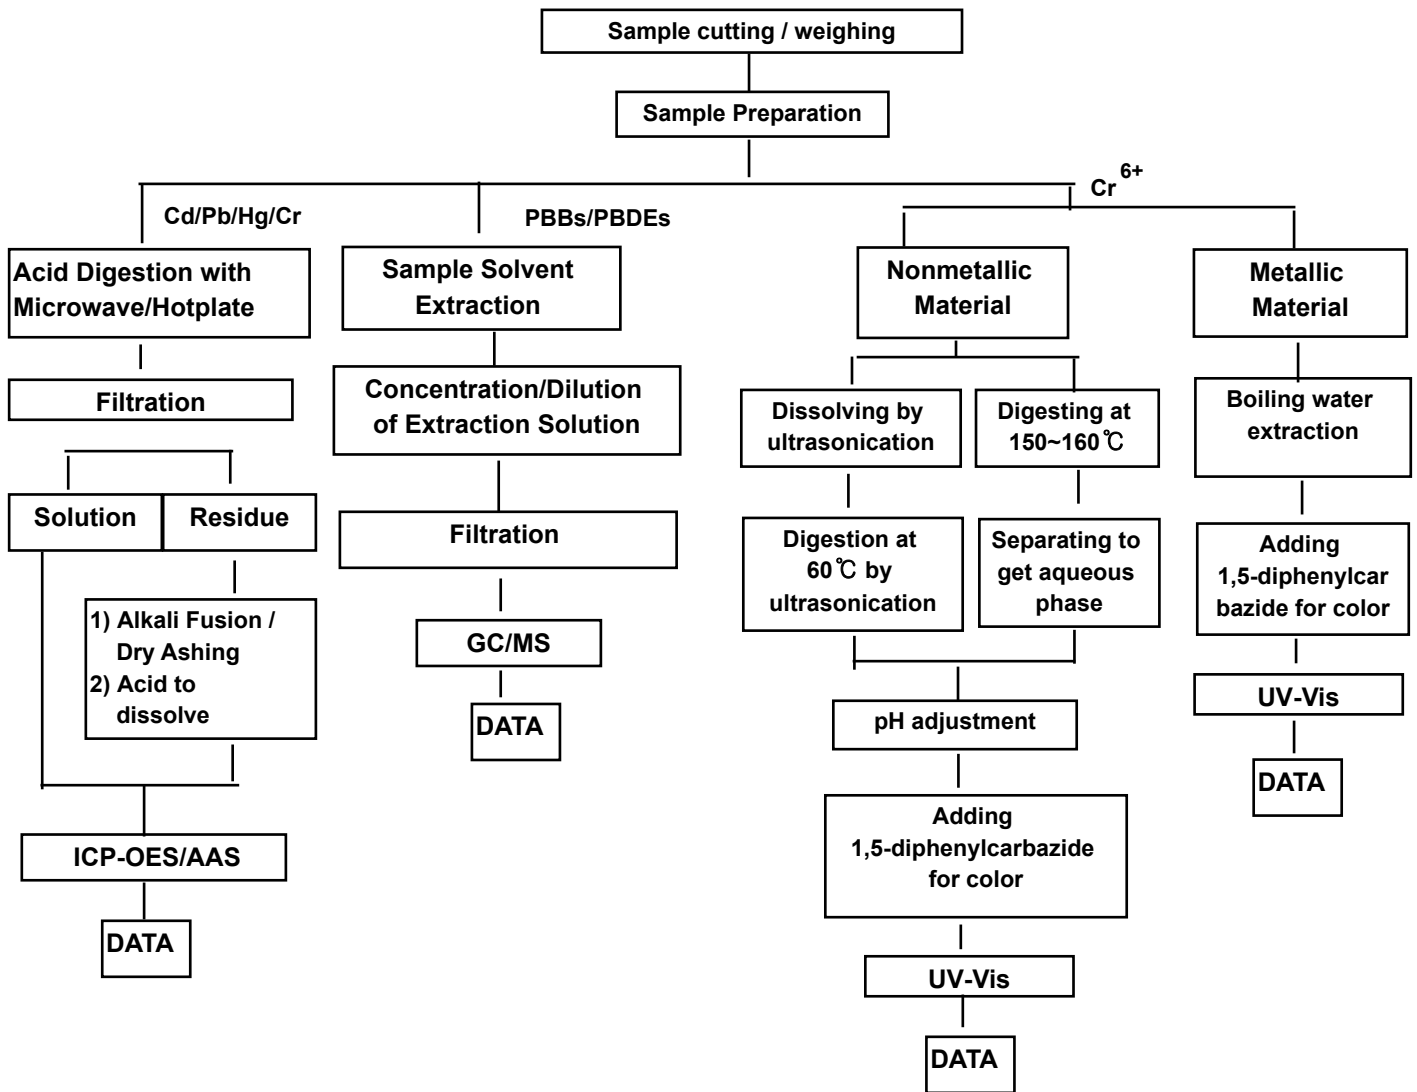 Sample cutting / weighing
Sample Preparation
Cr 6+
Cd/Pb/Hg/Cr
PBBs/PBDEs
Acid Digestion with
Microwave/Hotplate
Filtration
Solution
Residue
1) Alkali Fusion /
Dry Ashing
2) Acid to
dissolve
ICP-OES/AAS
DATA
Sample Solvent
Extraction
Concentration/Dilution
of Extraction Solution
Filtration
GC/MS
DATA
Nonmetallic
Material
Dissolving by
ultrasonication
Digestion at
60℃ by
ultrasonication
Digesting at
150~160℃
Separating to
get aqueous
phase
pH adjustment
Adding
1,5-diphenylcarbazide
for color
UV-Vis
DATA
Metallic
Material
Boiling water
extraction
Adding
1,5-diphenylcar
bazide for color
UV-Vis
DATA